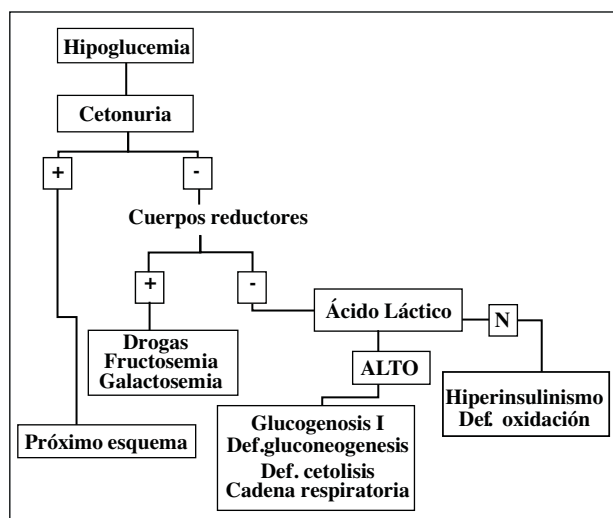 Hipoglucemia
Cetonuria
+
-
Cuerpos reductores
+
-
Ácido Láctico
N
Drogas
Fructosemia
Galactosemia
ALTO
Hiperinsulinismo
Def. oxidación
Próximo esquema
Glucogenosis I
Def.gluconeogenesis
Def. cetolisis
Cadena respiratoria